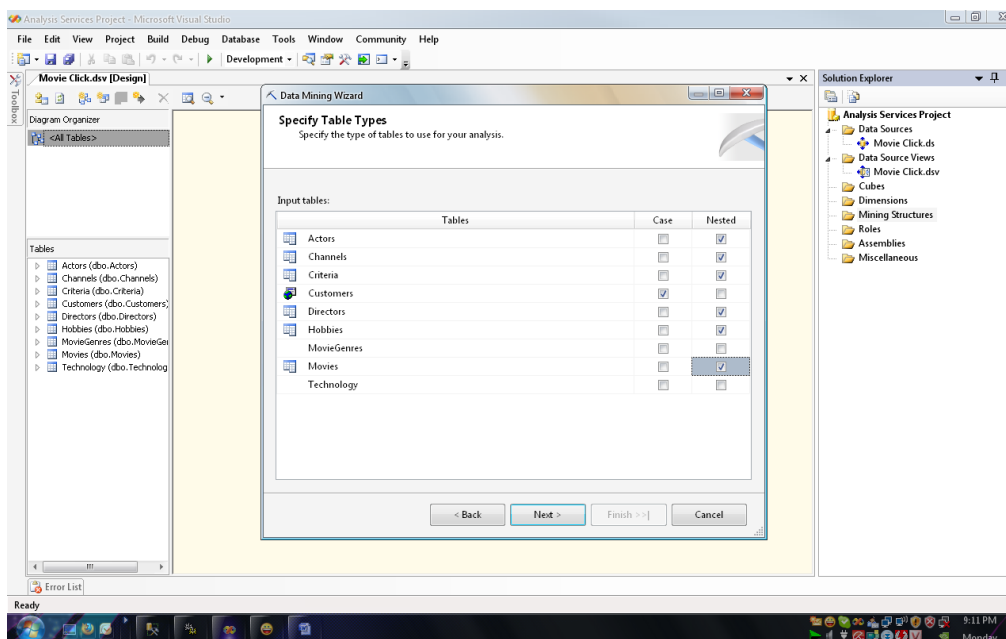 Analysis Services Project - Microsoft Visual Studio
File Edit View Project Build Debug Database Tools Window Community Help
Development
Toolbox
Movie Click.dsv [Design]
Diagram Organizer
<All Tables>
Tables
Actors (dbo.Actors)
Channels (dbo.Channels)
Criteria (dbo.Criteria)
Customers (dbo.Customers)
Directors (dbo.Directors)
Hobbies (dbo.Hobbies)
MovieGenres (dbo.MovieGer
Movies (dbo.Movies)
Technology (dbo.Technolog
Data Mining Wizard
Specify Table Types
Specify the type of tables to use for your analysis.
Input tables:
Tables Case Nested
Actors
Channels
Criteria
Customers
Directors
Hobbies
MovieGenres
Movies
Technology
< Back Next > Finish >>| Cancel
Solution Explorer
Analysis Services Project
Data Sources
Movie Click.ds
Data Source Views
Movie Click.dsv
Cubes
Dimensions
Mining Structures
Roles
Assemblies
Miscellaneous
Error List
Ready
9:11 PM
Monday